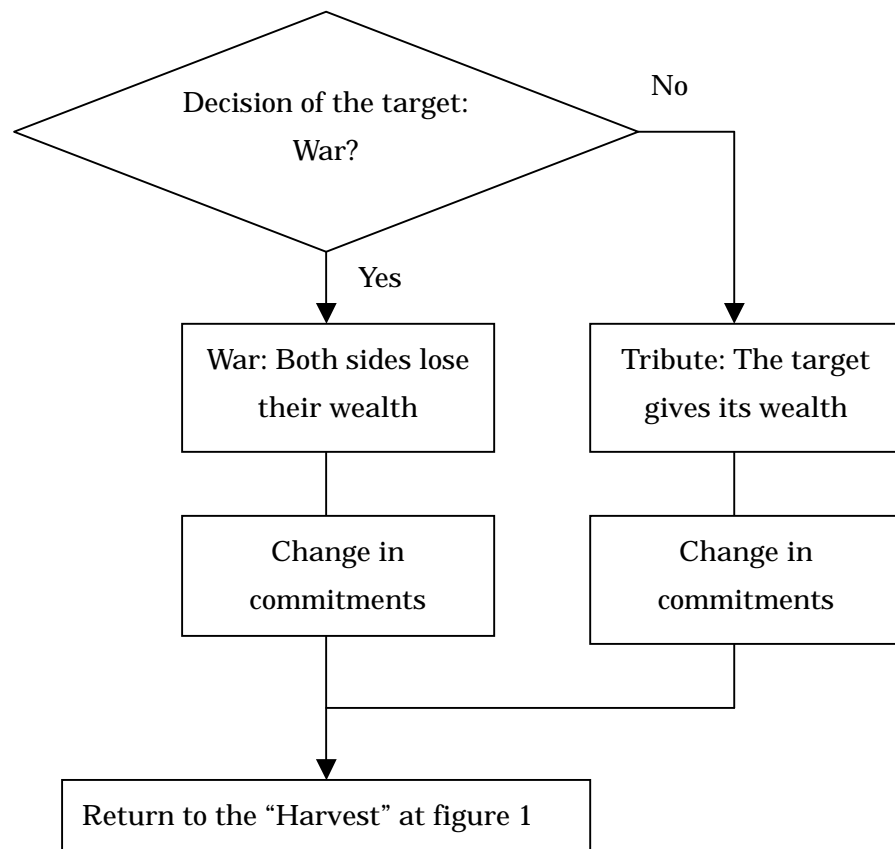 Decision of the target:
War?
No
Yes
War: Both sides lose
their wealth
Tribute: The target
gives its wealth
Change in
commitments
Change in
commitments
Return to the “Harvest” at figure 1